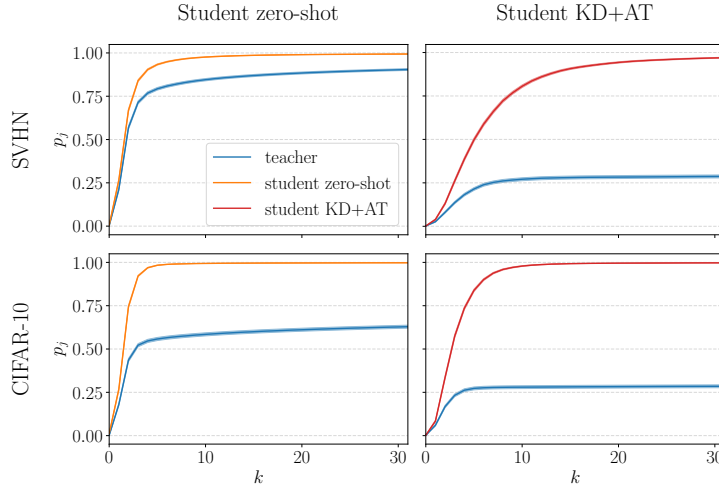 Student zero-shot
Student KD+AT
SVHN
p_j
1.00
0.75
0.50
0.25
0.00
teacher
student zero-shot
student KD+AT
CIFAR-10
p_j
1.00
0.75
0.50
0.25
0.00
0 10 20 30
0 10 20 30
k
k